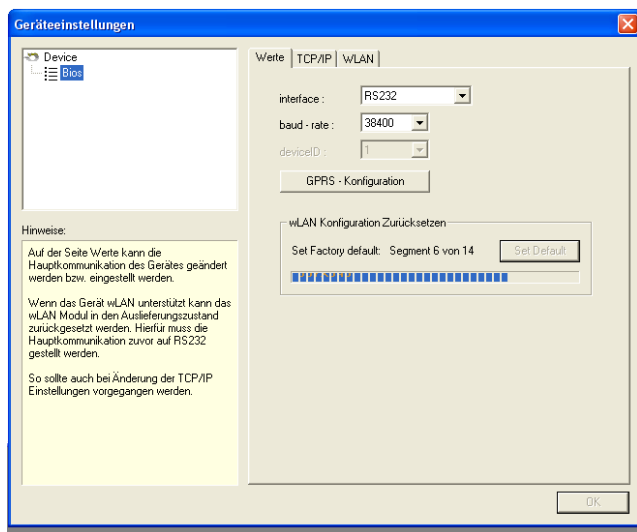 Geräteeinstellungen
Device
Bios
Hinweise:
Auf der Seite Werte kann die
Hauptkommunikation des Gerätes geändert
werden bzw. eingestellt werden.
Wenn das Gerät wLAN unterstützt kann das
wLAN Modul in den Auslieferungszustand
zurückgesetzt werden. Hierfür muss die
Hauptkommunikation zuvor auf RS232
gestellt werden.
So sollte auch bei Änderung der TCP/IP
Einstellungen vorgegangen werden.
Werte TCP/IP WLAN
interface : RS232
baud - rate : 38400
deviceID : 1
GPRS - Konfiguration
wLAN Konfiguration Zurücksetzen
Set Factory default: Segment 6 von 14 Set Default
OK